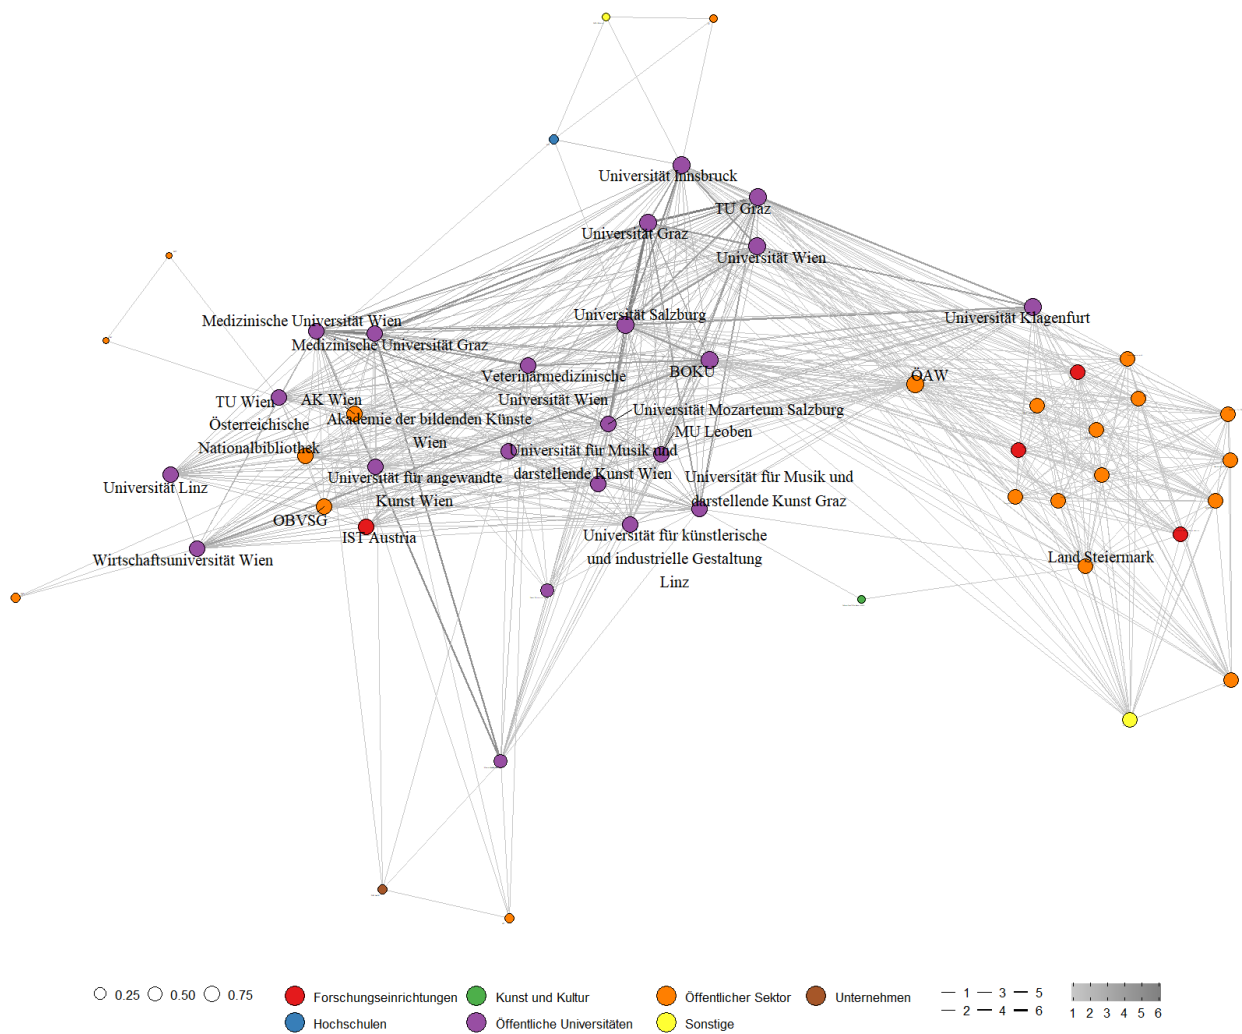 Universität Innsbruck
TU Graz
Universität Graz
Universität Wien
Universität Salzburg
Universität Klagenfurt
Medizinische Universität Wien
Medizinische Universität Graz
Veterinärmedizinische
Universität Wien
BOKU
ÖAW
TU Wien
AK Wien
Akademie der bildenden Künste
Wien
Universität Mozarteum Salzburg
MU Leoben
Österreichische
Nationalbibliothek
Universität für Musik und
darstellende Kunst Wien
Universität für Musik und
darstellende Kunst Graz
Universität Linz
Universität für angewandte
Kunst Wien
OBVSG
IST Austria
Universität für künstlerische
und industrielle Gestaltung
Linz
Wirtschaftsuniversität Wien
Land Steiermark
0.25 0.50 0.75
Forschungseinrichtungen
Hochschulen
Kunst und Kultur
Öffentliche Universitäten
Öffentlicher Sektor
Sonstige
Unternehmen
1 3 5
2 4 6
1 2 3 4 5 6